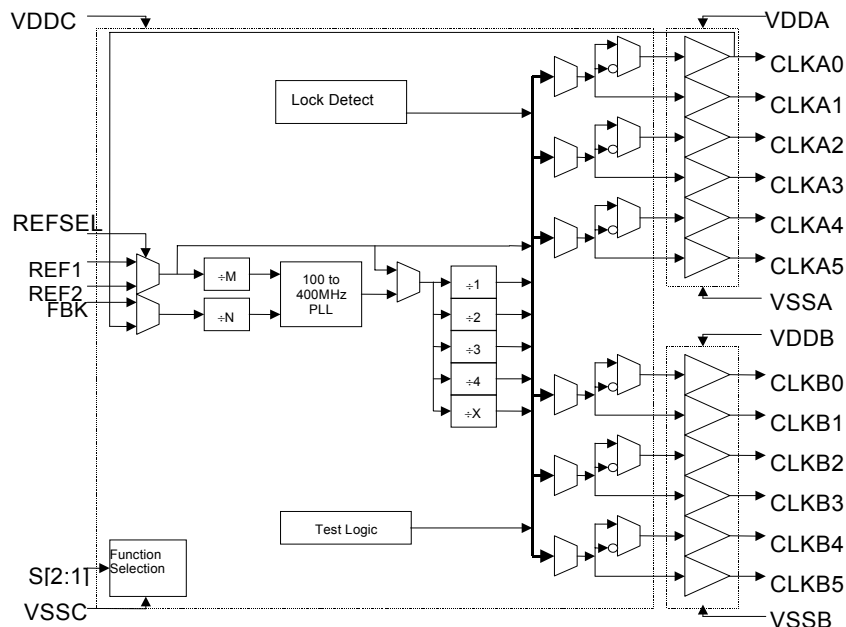 VDDC
VDDA
CLKA0
Lock Detect
CLKA1
CLKA2
CLKA3
CLKA4
CLKA5
REFSEL
REF1
REF2
FBK
÷M
÷N
100 to
400MHz
PLL
÷1
÷2
÷3
÷4
÷X
VSSA
VDDB
CLKB0
CLKB1
CLKB2
CLKB3
CLKB4
CLKB5
Test Logic
Function
Selection
S[2:1]
VSSC
VSSB